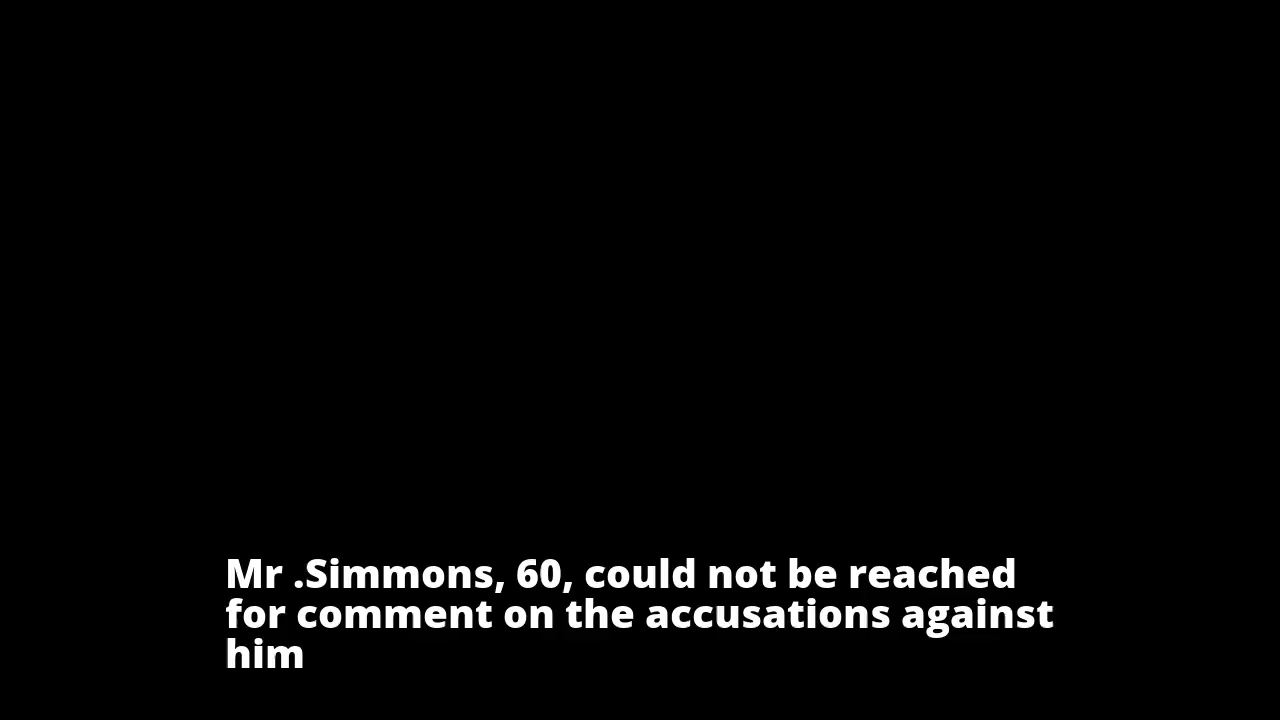 Mr .Simmons, 60, could not be reached
for comment on the accusations against
him